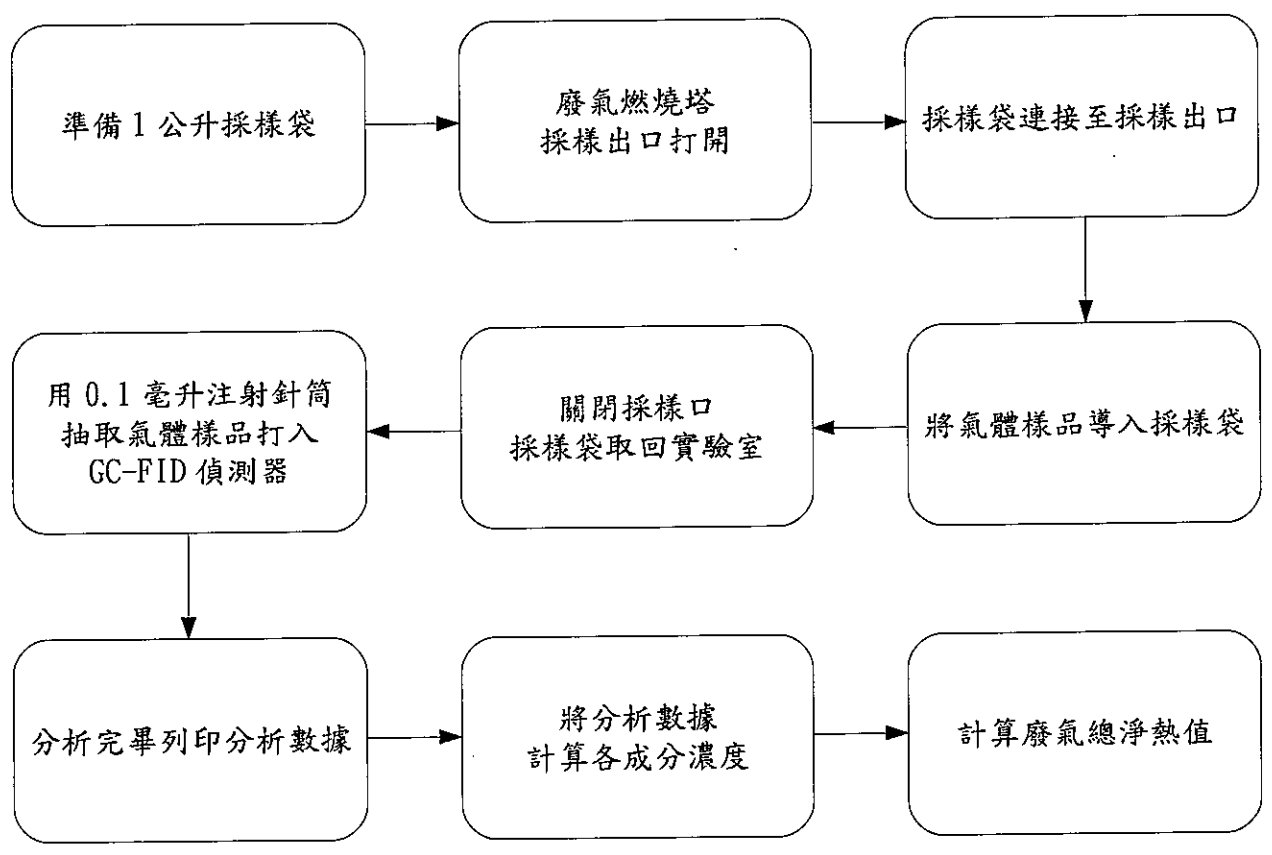 準備1公升採樣袋
廢氣燃燒塔
採樣出口打開
採樣袋連接至採樣出口
將氣體樣品導入採樣袋
關閉採樣口
採樣袋取回實驗室
用 0.1 毫升注射針筒
抽取氣體樣品打入
GC-FID 偵測器
分析完畢列印分析數據
將分析數據
計算各成分濃度
計算廢氣總淨熱值